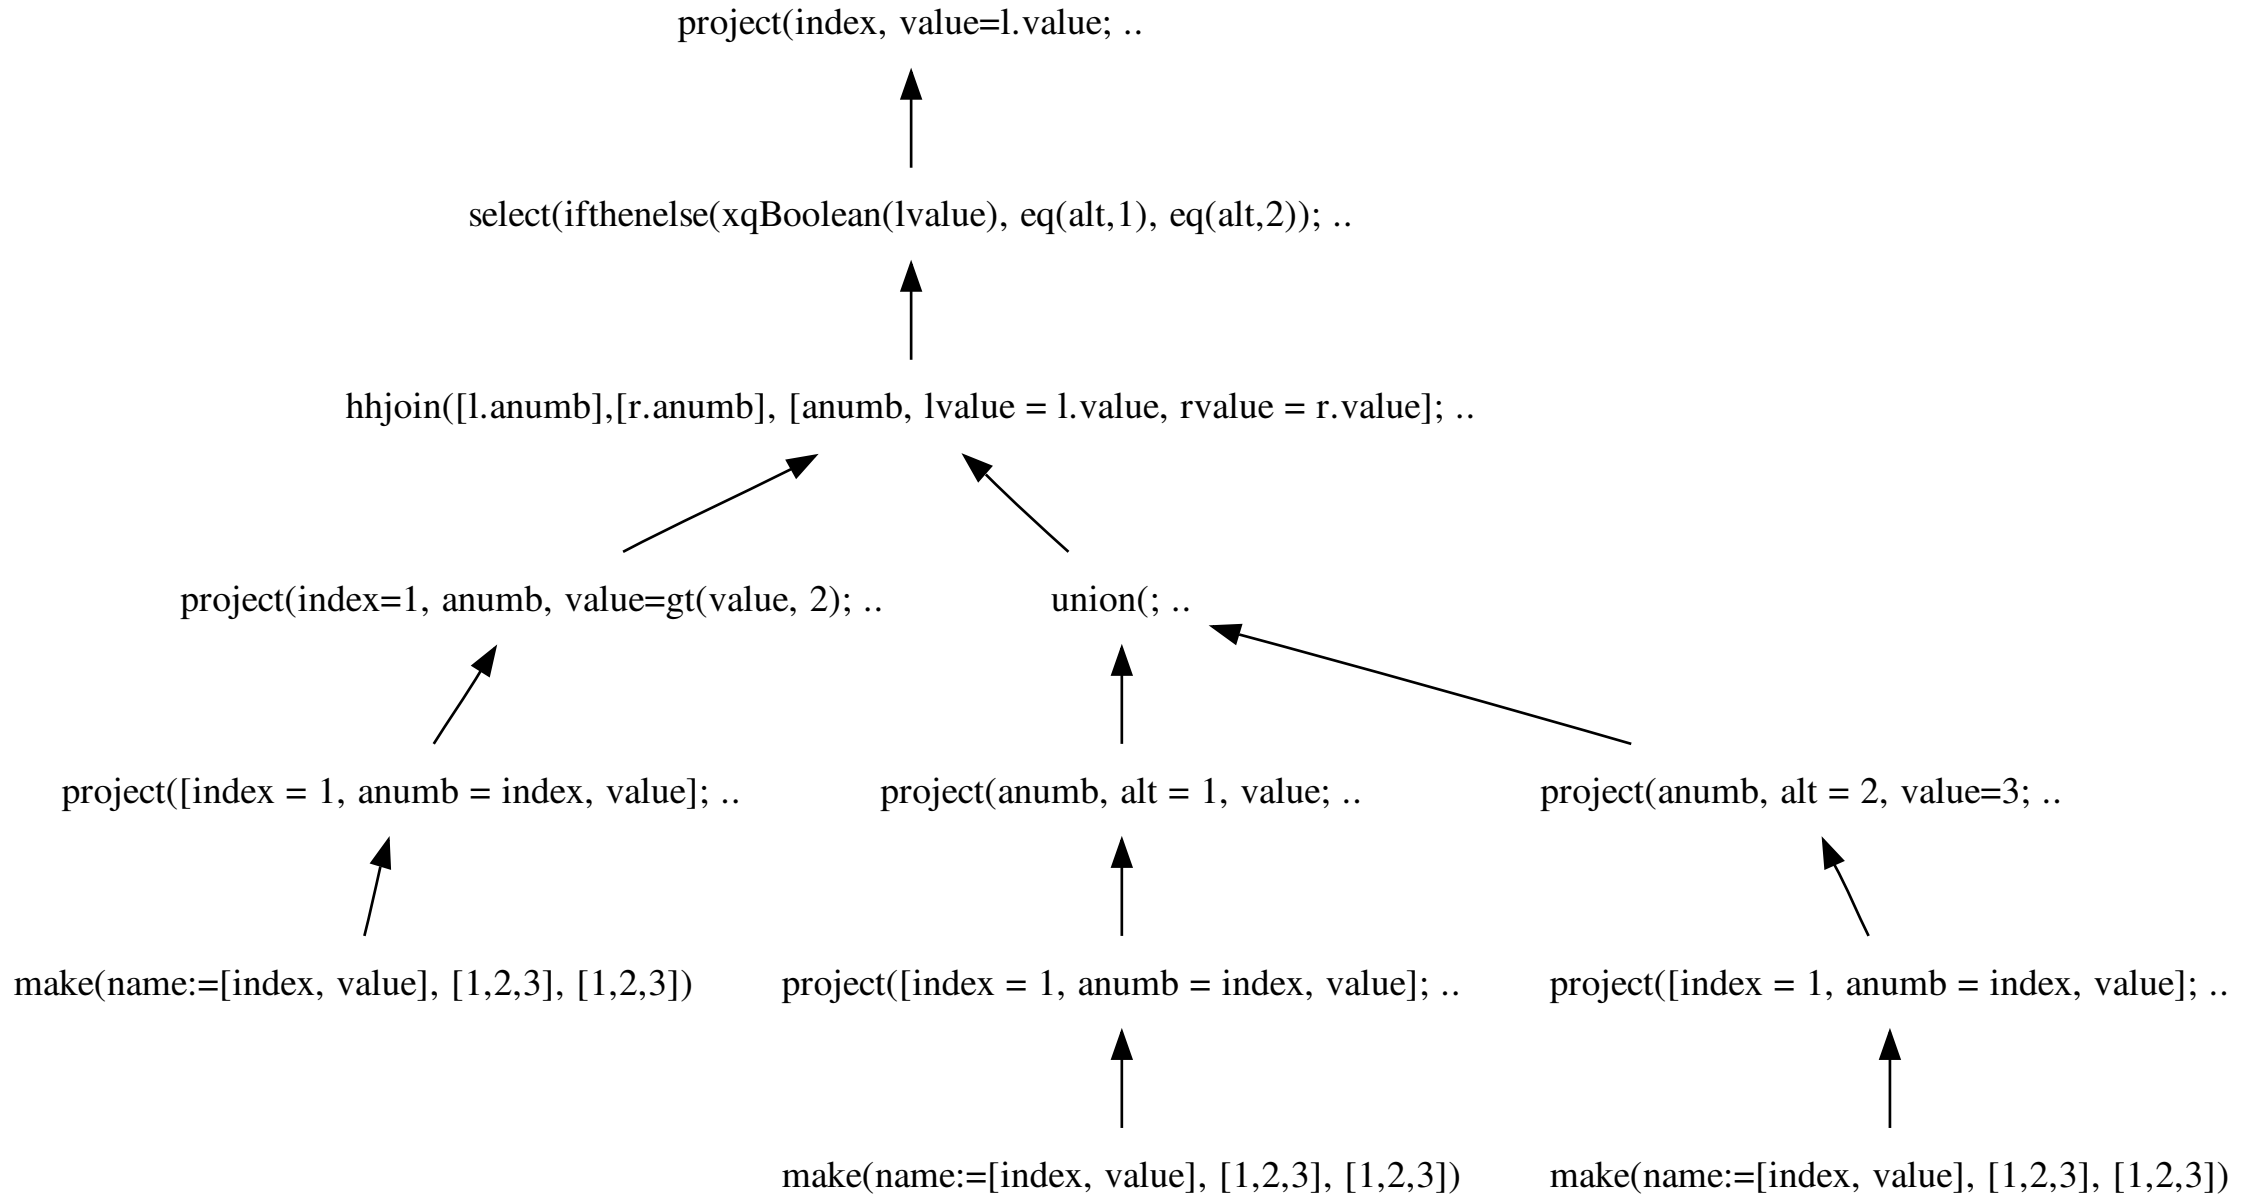 project(index, value=l.value; ..
select(ifthenelse(xqBoolean(lvalue), eq(alt,1), eq(alt,2)); ..
hhjoin([l.anumb],[r.anumb], [anumb, lvalue = l.value, rvalue = r.value]; ..
project(index=1, anumb, value=gt(value, 2); ..
union(; ..
project([index = 1, anumb = index, value]; ..
project(anumb, alt = 1, value; ..
project(anumb, alt = 2, value=3; ..
make(name:=[index, value], [1,2,3], [1,2,3])
project([index = 1, anumb = index, value]; ..
project([index = 1, anumb = index, value]; ..
make(name:=[index, value], [1,2,3], [1,2,3])
make(name:=[index, value], [1,2,3], [1,2,3])